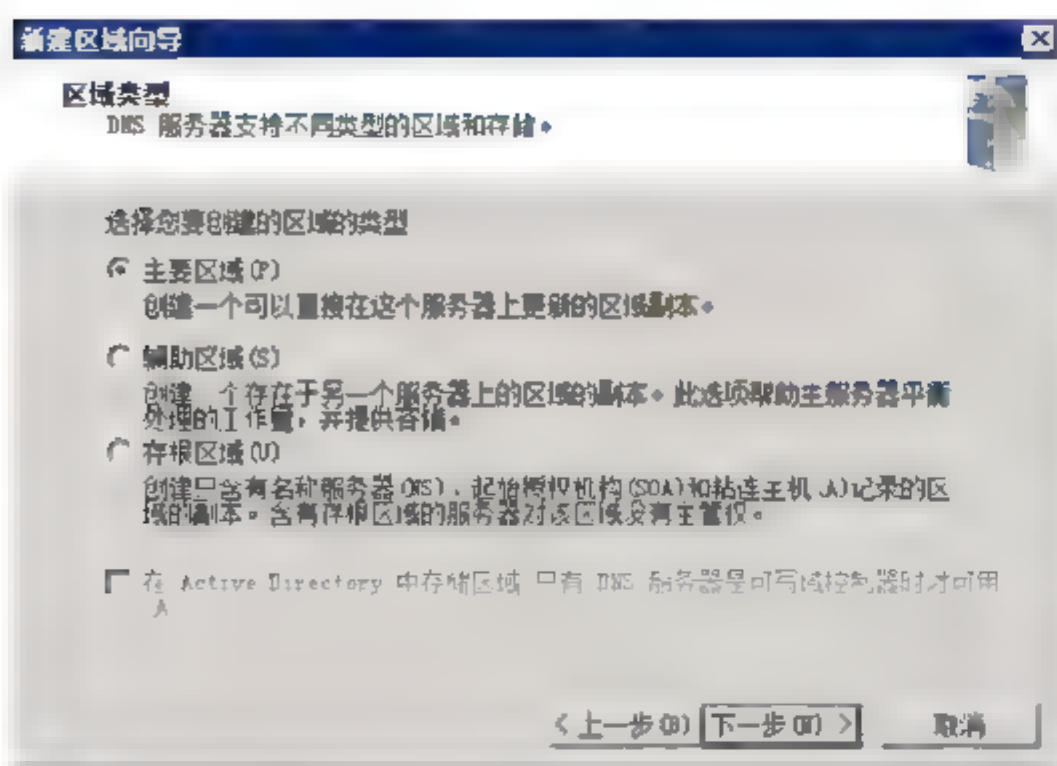 新建区域向导
区域类型
DNS 服务器支持不同类型的区域和存储。
选择您要创建的区域的类型
主要区域(P)
创建一个可以直接在这个服务器上更新的区域副本。
辅助区域(S)
创建一个存在于另一个服务器上的区域的副本。此选项帮助主服务器平衡
处理的工作量，并提供容错。
存根区域(U)
创建只含有名称服务器(NS)、起始授权机构(SOA)和粘连主机(A)记录的区
域的副本。含有存根区域的服务器对该区域没有主管权。
在 Active Directory 中存储区域 只有 DNS 服务器是可写域控制器时才可用
A
< 上一步(B) 下一步(N) > 取消